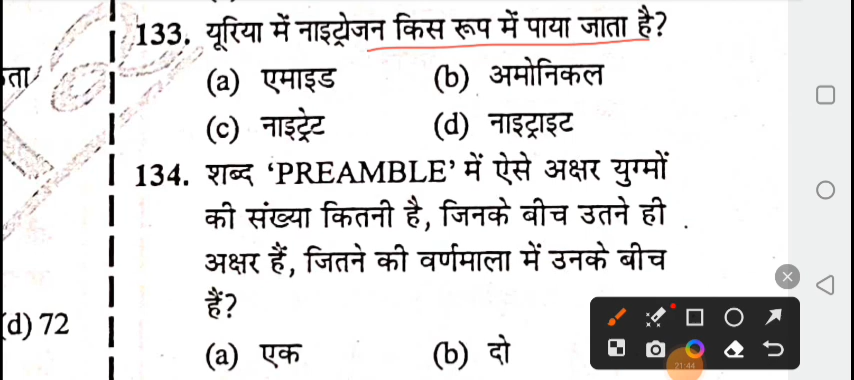 133. यूरिया में नाइट्रोजन किस रूप में पाया जाता है?
(a) एमाइड (b) अमोनिकल
(c) नाइट्रेट (d) नाइट्राइट
134. शब्द ‘PREAMBLE’ में ऐसे अक्षर युग्मों
की संख्या कितनी है, जिनके बीच उतने ही
अक्षर हैं, जितने की वर्णमाला में उनके बीच
हैं?
(d) 72
(a) एक (b) दो
21:44